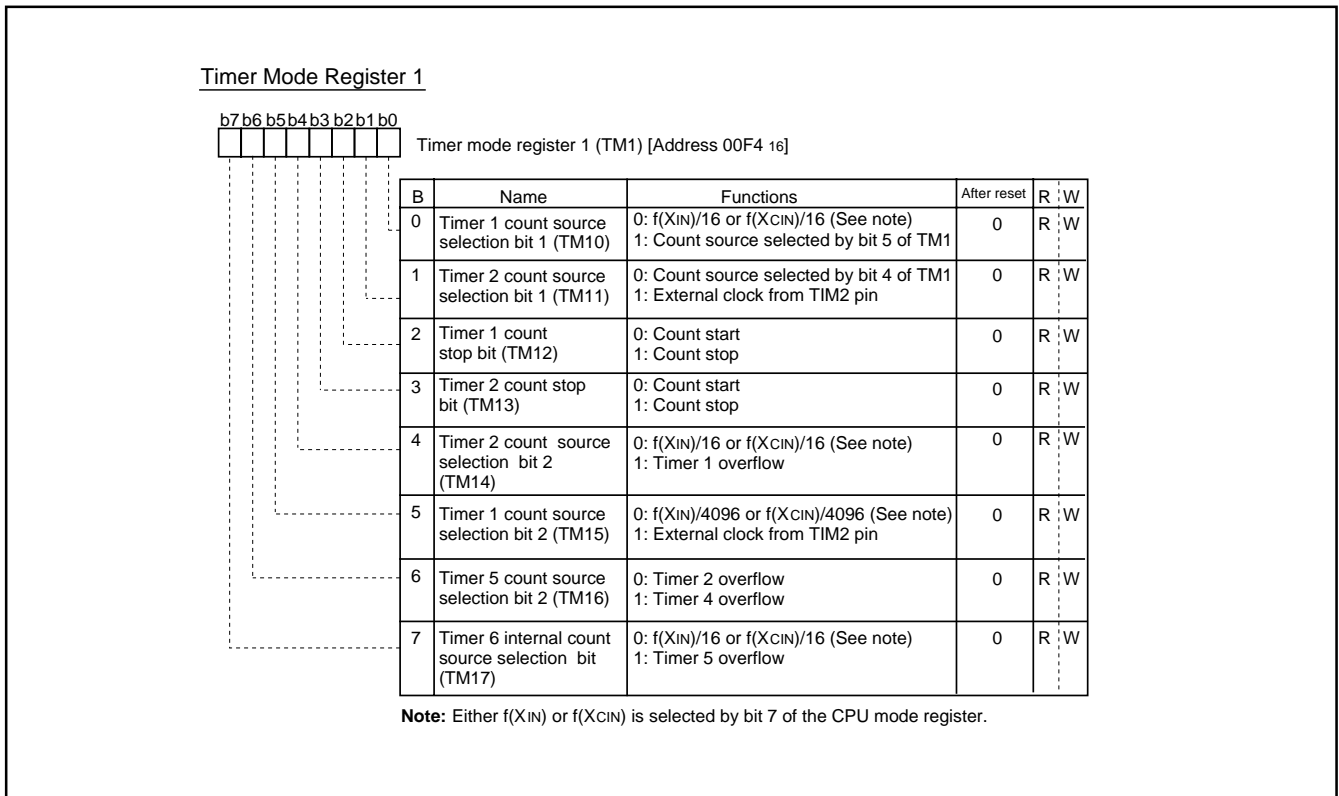 Timer Mode Register 1
b7 b6 b5 b4 b3 b2 b1 b0
Timer mode register 1 (TM1) [Address 00F4 16]
B Name Functions After reset R W
0 Timer 1 count source selection bit 1 (TM10) 0: f(XIN)/16 or f(XCIN)/16 (See note) 0 R W
1: Count source selected by bit 5 of TM1
1 Timer 2 count source selection bit 1 (TM11) 0: Count source selected by bit 4 of TM1 0 R W
1: External clock from TIM2 pin
2 Timer 1 count stop bit (TM12) 0: Count start 0 R W
1: Count stop
3 Timer 2 count stop bit (TM13) 0: Count start 0 R W
1: Count stop
4 Timer 2 count source selection bit 2 (TM14) 0: f(XIN)/16 or f(XCIN)/16 (See note) 0 R W
1: Timer 1 overflow
5 Timer 1 count source selection bit 2 (TM15) 0: f(XIN)/4096 or f(XCIN)/4096 (See note) 0 R W
1: External clock from TIM2 pin
6 Timer 5 count source selection bit 2 (TM16) 0: Timer 2 overflow 0 R W
1: Timer 4 overflow
7 Timer 6 internal count source selection bit (TM17) 0: f(XIN)/16 or f(XCIN)/16 (See note) 0 R W
1: Timer 5 overflow
Note: Either f(XIN) or f(XCIN) is selected by bit 7 of the CPU mode register.